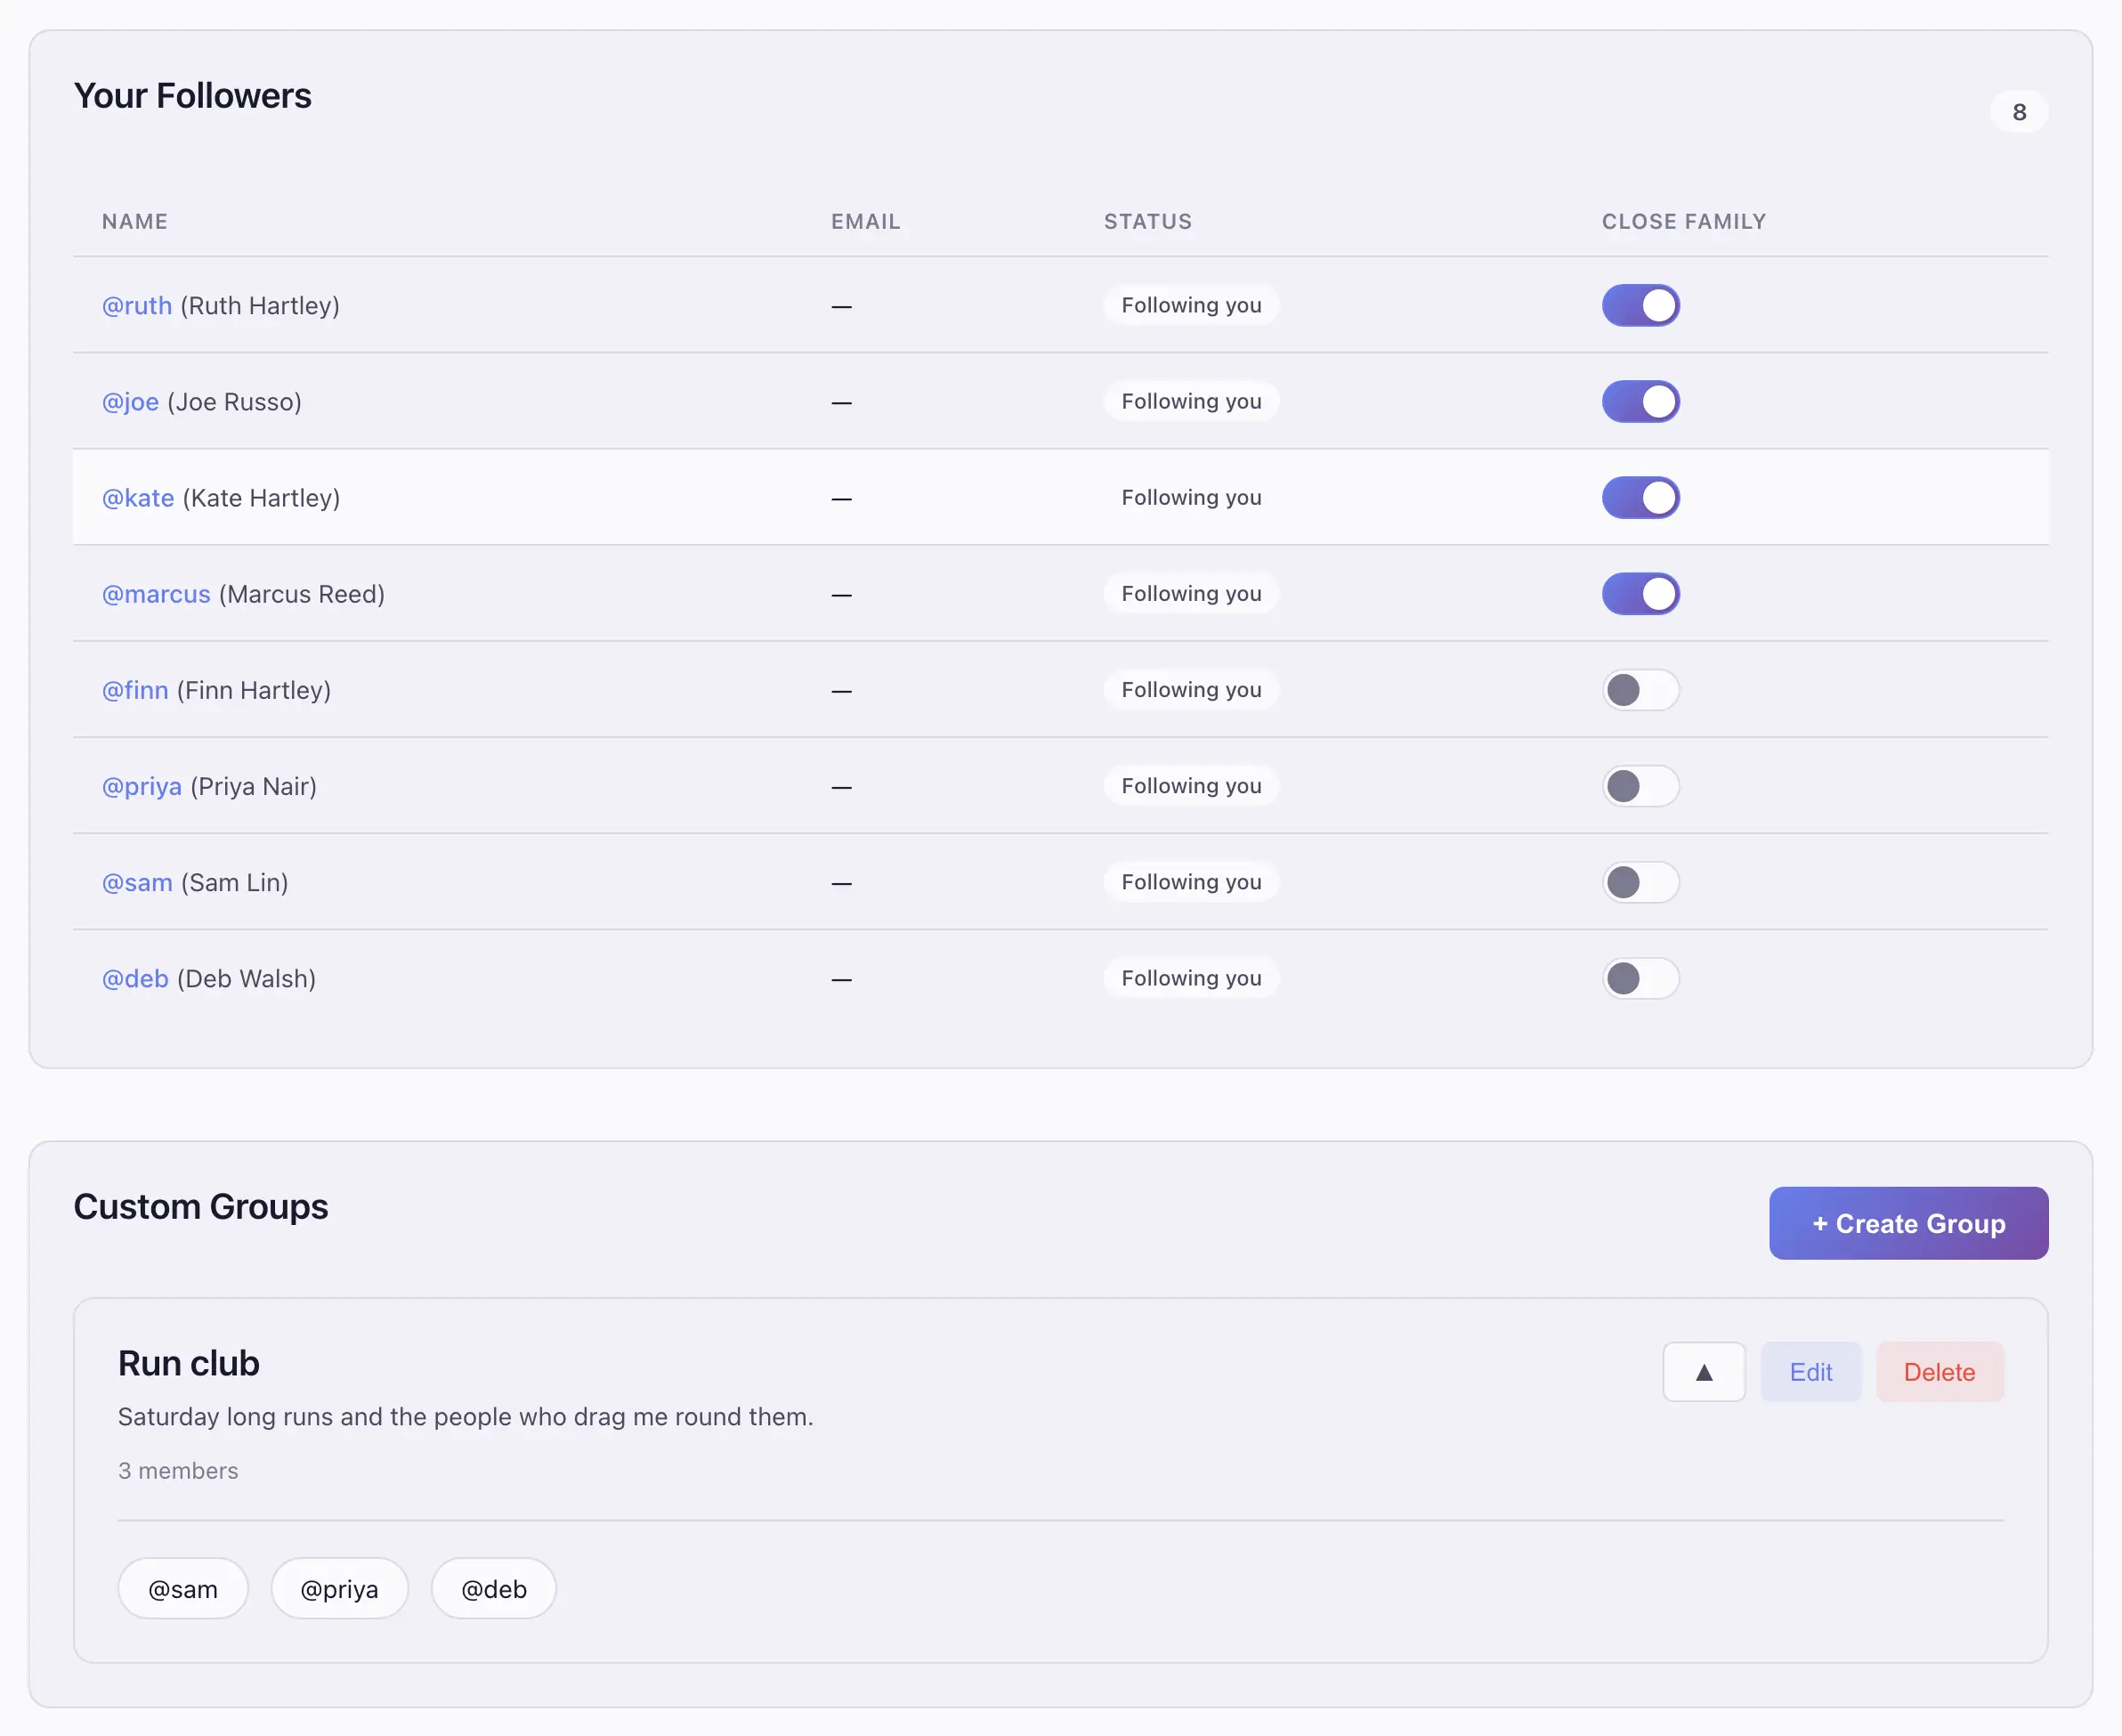 Your Followers
8
NAME EMAIL STATUS CLOSE FAMILY
@ruth (Ruth Hartley) — Following you
@joe (Joe Russo) — Following you
@kate (Kate Hartley) — Following you
@marcus (Marcus Reed) — Following you
@finn (Finn Hartley) — Following you
@priya (Priya Nair) — Following you
@sam (Sam Lin) — Following you
@deb (Deb Walsh) — Following you
Custom Groups
+ Create Group
Run club
▲ Edit Delete
Saturday long runs and the people who drag me round them.
3 members
@sam @priya @deb